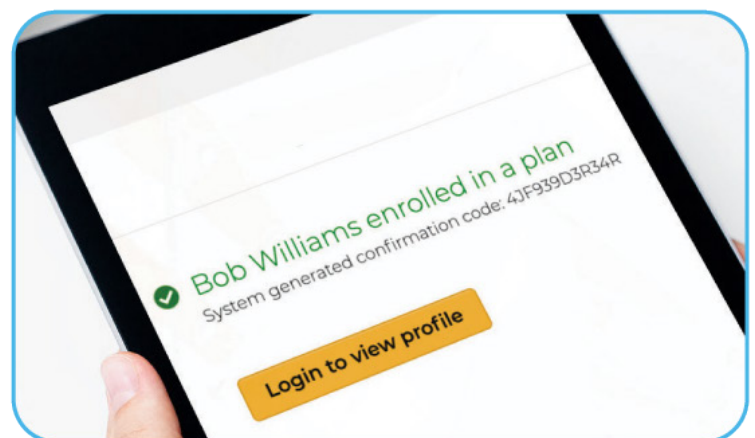 Bob Williams enrolled in a plan
System generated confirmation code: 4JF939D3R34R
Login to view profile